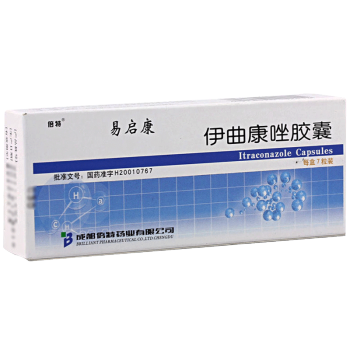 倍特®
易启康
伊曲康唑胶囊
Itraconazole Capsules
每盒7粒装
批准文号：国药准字H20010767
成都倍特药业有限公司
BRILLIANT PHARMACEUTICAL CO.,LTD CHENGDU